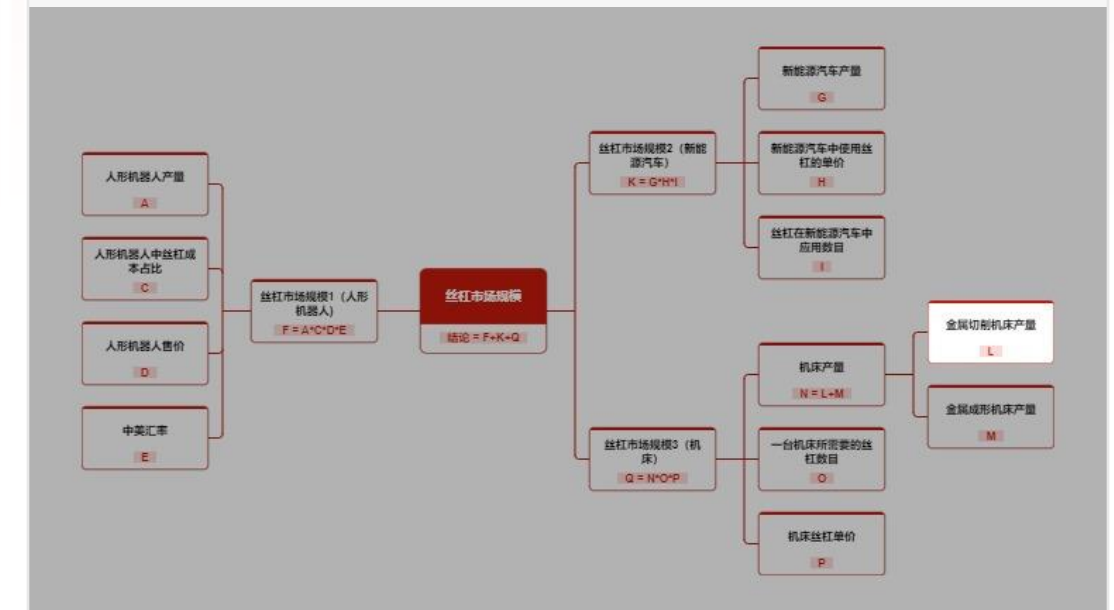 新能源汽车产量
G
丝杠市场规模2（新能
源汽车）
K = G*H*I
新能源汽车中使用丝
杠的单价
H
丝杠在新能源汽车中
应用数目
I
人形机器人产量
A
人形机器人中丝杠成
本占比
C
人形机器人售价
D
中美汇率
E
丝杠市场规模1（人形
机器人）
F = A*C*D*E
丝杠市场规模
结论 = F+K+Q
丝杠市场规模3（机
床）
Q = N*O*P
机床产量
N = L+M
金属切削机床产量
L
金属成形机床产量
M
一台机床所需要的丝
杠数目
O
机床丝杠单价
P